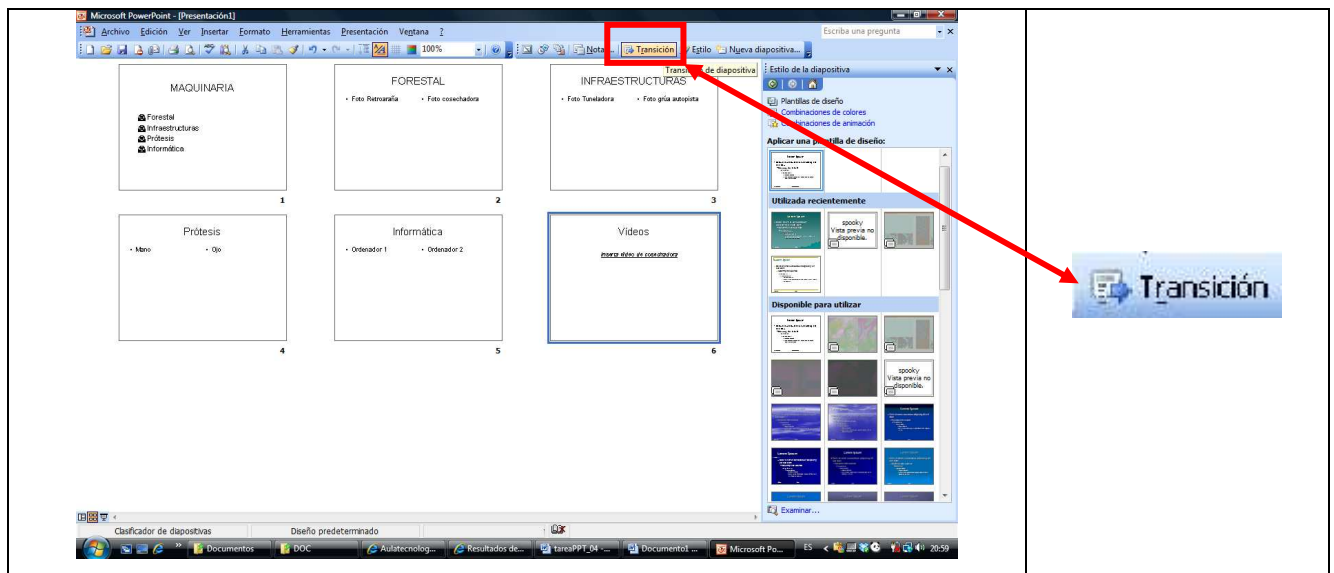 Microsoft PowerPoint - [Presentación1]
Archivo Edición Ver Insertar Formato Herramientas Presentación Ventana ?
Escriba una pregunta
100%
Nota... Transición Estilo Nueva diapositiva...
de diapositiva
Estilo de la diapositiva
Plantillas de diseño
Combinaciones de colores
Combinaciones de animación
Aplicar una plantilla de diseño:
MAQUINARIA
Forestal
Infraestructuras
Prótesis
Informática
1
FORESTAL
• Foto Retroaraña • Foto cosechadora
2
INFRAESTRUCTURAS
• Foto Tuneladora • Foto grúa autopista
3
Prótesis
• Mano • Ojo
4
Informática
• Ordenador 1 • Ordenador 2
5
Vídeos
Insertar vídeo de cosechadora
6
Utilizada recientemente
spooky
Vista previa no
disponible.
Disponible para utilizar
spooky
Vista previa no
disponible.
Examinar...
Clasificador de diapositivas Diseño predeterminado
Documentos DOC Aulatecnolog... Resultados de... tareaPPT_04 -... Documento1 ... Microsoft Po... ES 20:59
Transición